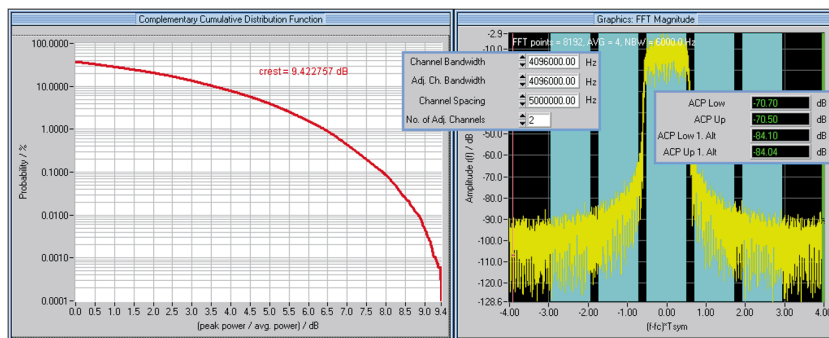 Complementary Cumulative Distribution Function
100.0000
10.0000
1.0000
0.1000
0.0100
0.0010
0.0001
Probability / %
crest = 9.422757 dB
0.0 0.5 1.0 1.5 2.0 2.5 3.0 3.5 4.0 4.5 5.0 5.5 6.0 6.5 7.0 7.5 8.0 8.5 9.0 9.4
(peak power / avg. power) / dB
Graphics: FFT Magnitude
FFT points = 8192, AVG = 4, NBW = 6000.0 Hz
Channel Bandwidth 4096000.00 Hz
Adj. Ch. Bandwidth 4096000.00 Hz
Channel Spacing 5000000.00 Hz
No. of Adj. Channels 2
ACP Low -70.70 dB
ACP Up -70.50 dB
ACP Low 1. Alt -84.10 dB
ACP Up 1. Alt -84.04 dB
-2.9
-10.0
-60.0
-70.0
-80.0
-90.0
-100.0
-110.0
-120.0
-128.6
Amplitude r(f) / dB
-4.00 -3.00 -2.00 -1.00 0.00 1.00 2.00 3.00 4.00
(f-fc)*Tsym